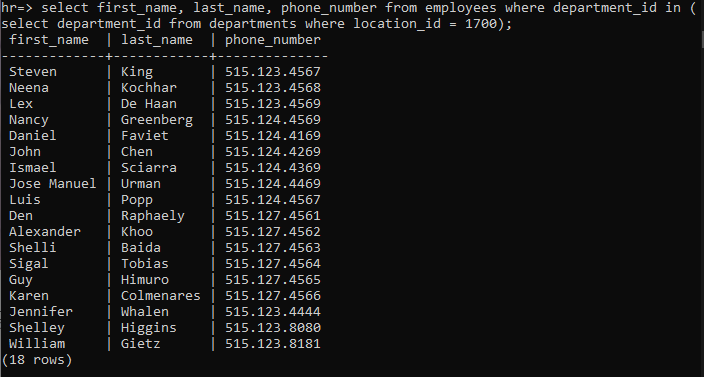 hr=> select first_name, last_name, phone_number from employees where department_id in (
select department_id from departments where location_id = 1700);
 first_name  | last_name  | phone_number
-------------+------------+--------------
 Steven      | King       | 515.123.4567
 Neena       | Kochhar    | 515.123.4568
 Lex         | De Haan    | 515.123.4569
 Nancy       | Greenberg  | 515.124.4569
 Daniel      | Faviet     | 515.124.4169
 John        | Chen       | 515.124.4269
 Ismael      | Sciarra    | 515.124.4369
 Jose Manuel | Urman      | 515.124.4469
 Luis        | Popp       | 515.124.4567
 Den         | Raphaely   | 515.127.4561
 Alexander   | Khoo       | 515.127.4562
 Shelli      | Baida      | 515.127.4563
 Sigal       | Tobias     | 515.127.4564
 Guy         | Himuro     | 515.127.4565
 Karen       | Colmenares | 515.127.4566
 Jennifer    | Whalen     | 515.123.4444
 Shelley     | Higgins    | 515.123.8080
 William     | Gietz      | 515.123.8181
(18 rows)